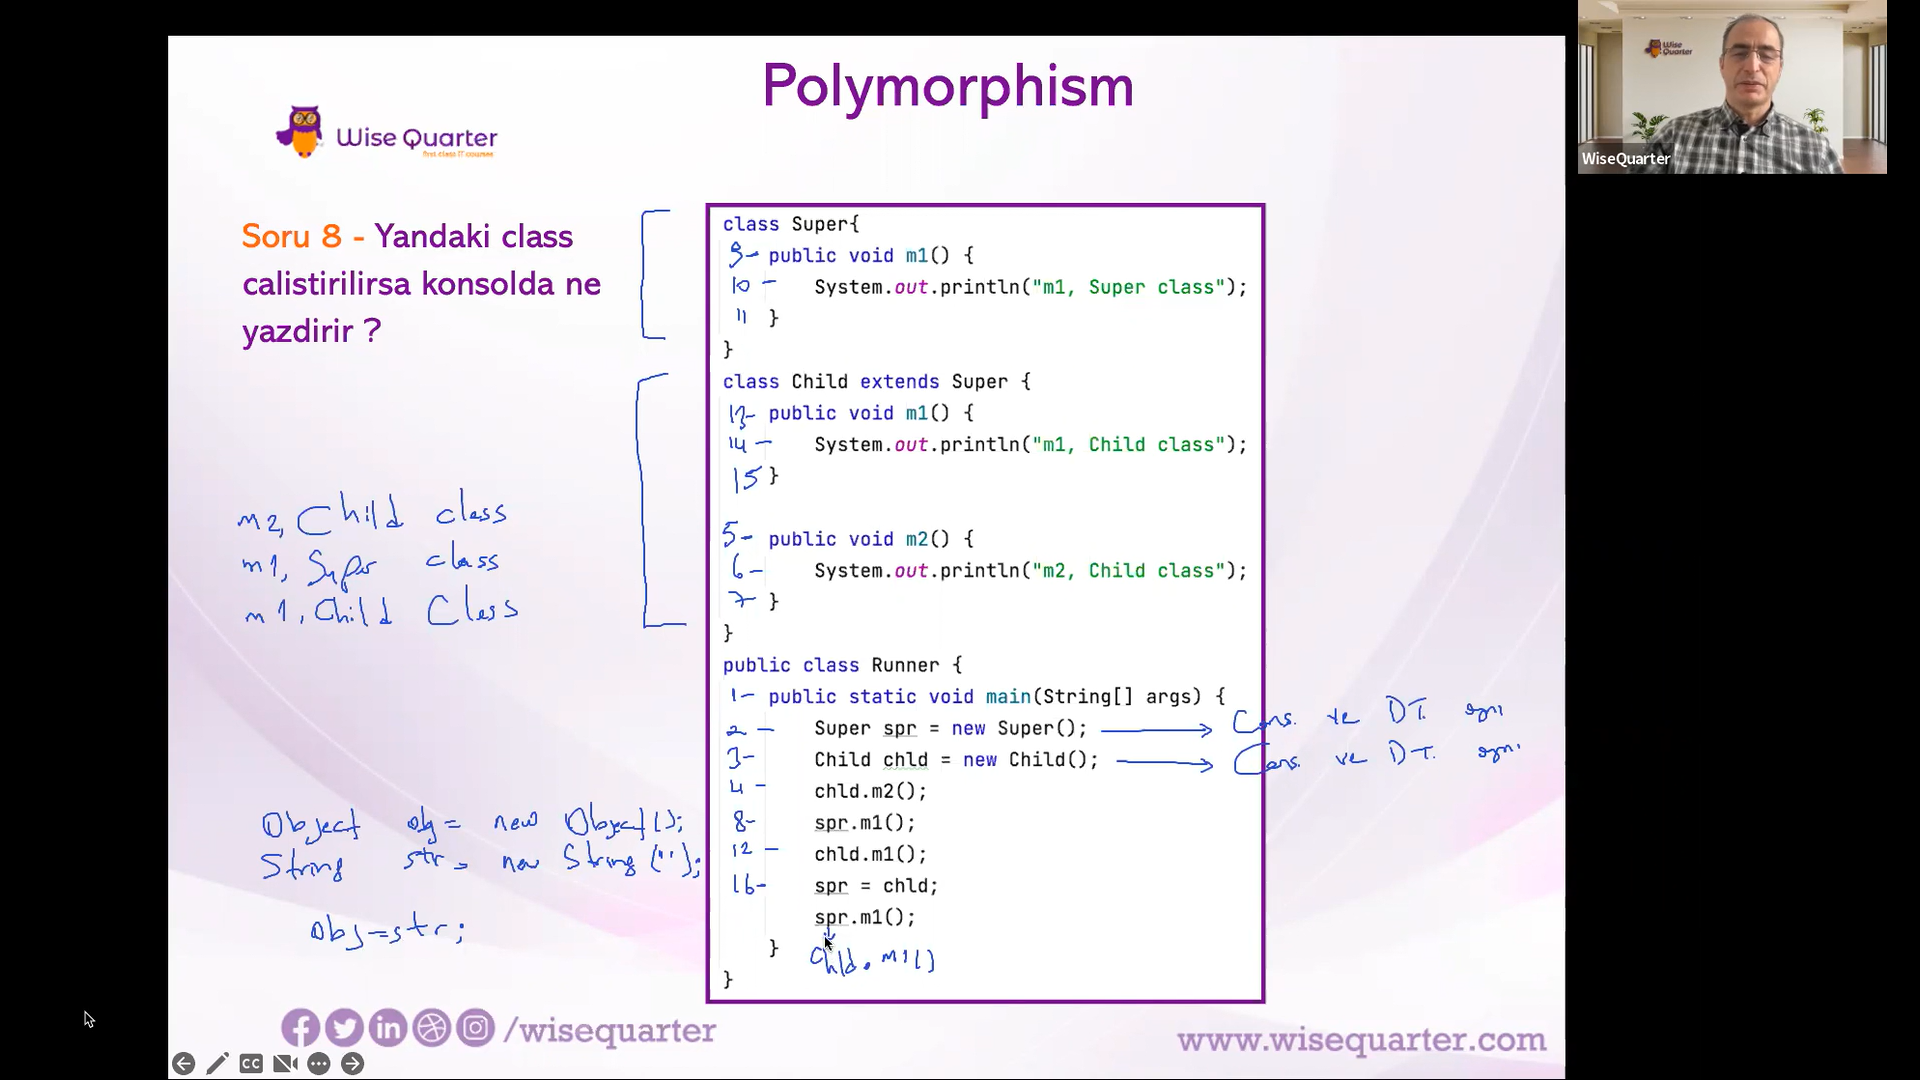 Polymorphism
Wise Quarter
first class IT courses
Wise Quarter
WiseQuarter
Soru 8 - Yandaki class
calistirilirsa konsolda ne
yazdirir ?
m2, Child class
m1, Super class
m1, Child Class
Object obj = new Object();
String str = new String("");
obj=str;
class Super{
9- public void m1() {
10- System.out.println("m1, Super class");
11 }
}
class Child extends Super {
13- public void m1() {
14- System.out.println("m1, Child class");
15 }
5- public void m2() {
6- System.out.println("m2, Child class");
7- }
}
public class Runner {
1- public static void main(String[] args) {
2- Super spr = new Super(); → Cons. ve DT. aynı
3- Child chld = new Child(); → Cons. ve DT. aynı
4- chld.m2();
8- spr.m1();
12- chld.m1();
16- spr = chld;
spr.m1();
} Chld.m1()
}
/wisequarter
www.wisequarter.com
CC